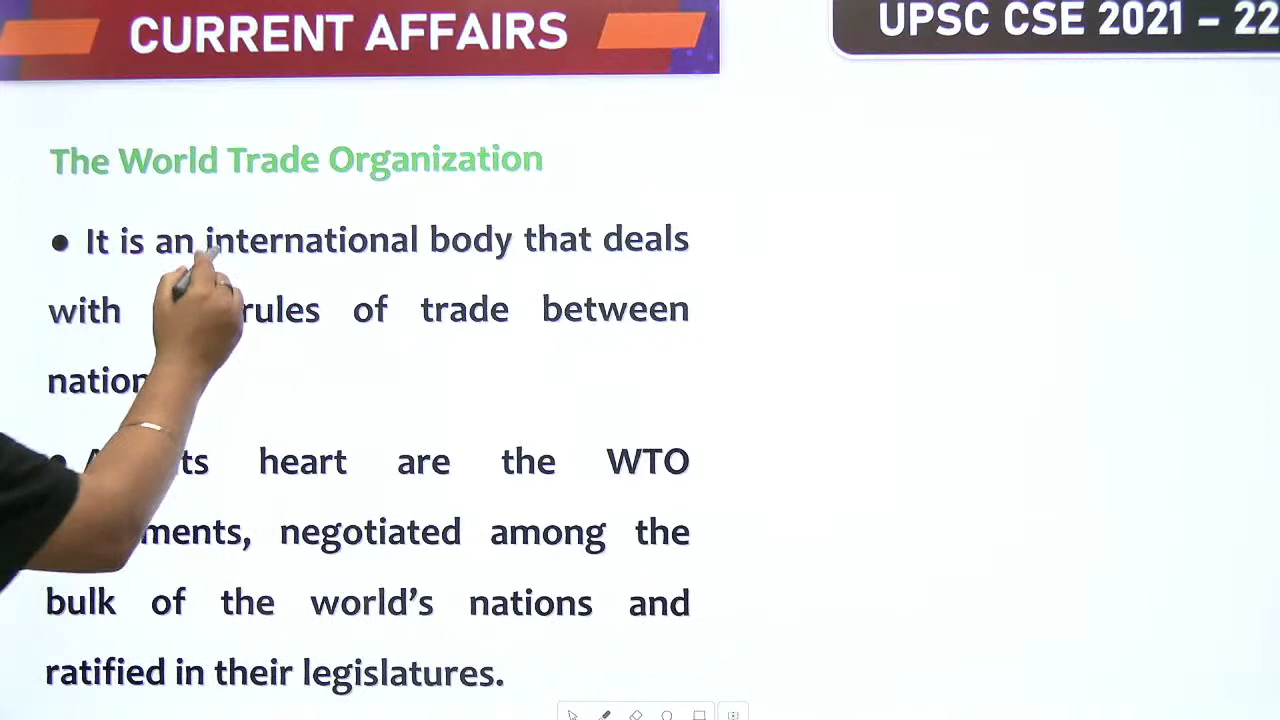 CURRENT AFFAIRS
UPSC CSE 2021 – 22
The World Trade Organization
● It is an international body that deals
with rules of trade between
nation
● heart are the WTO
ments, negotiated among the
bulk of the world's nations and
ratified in their legislatures.